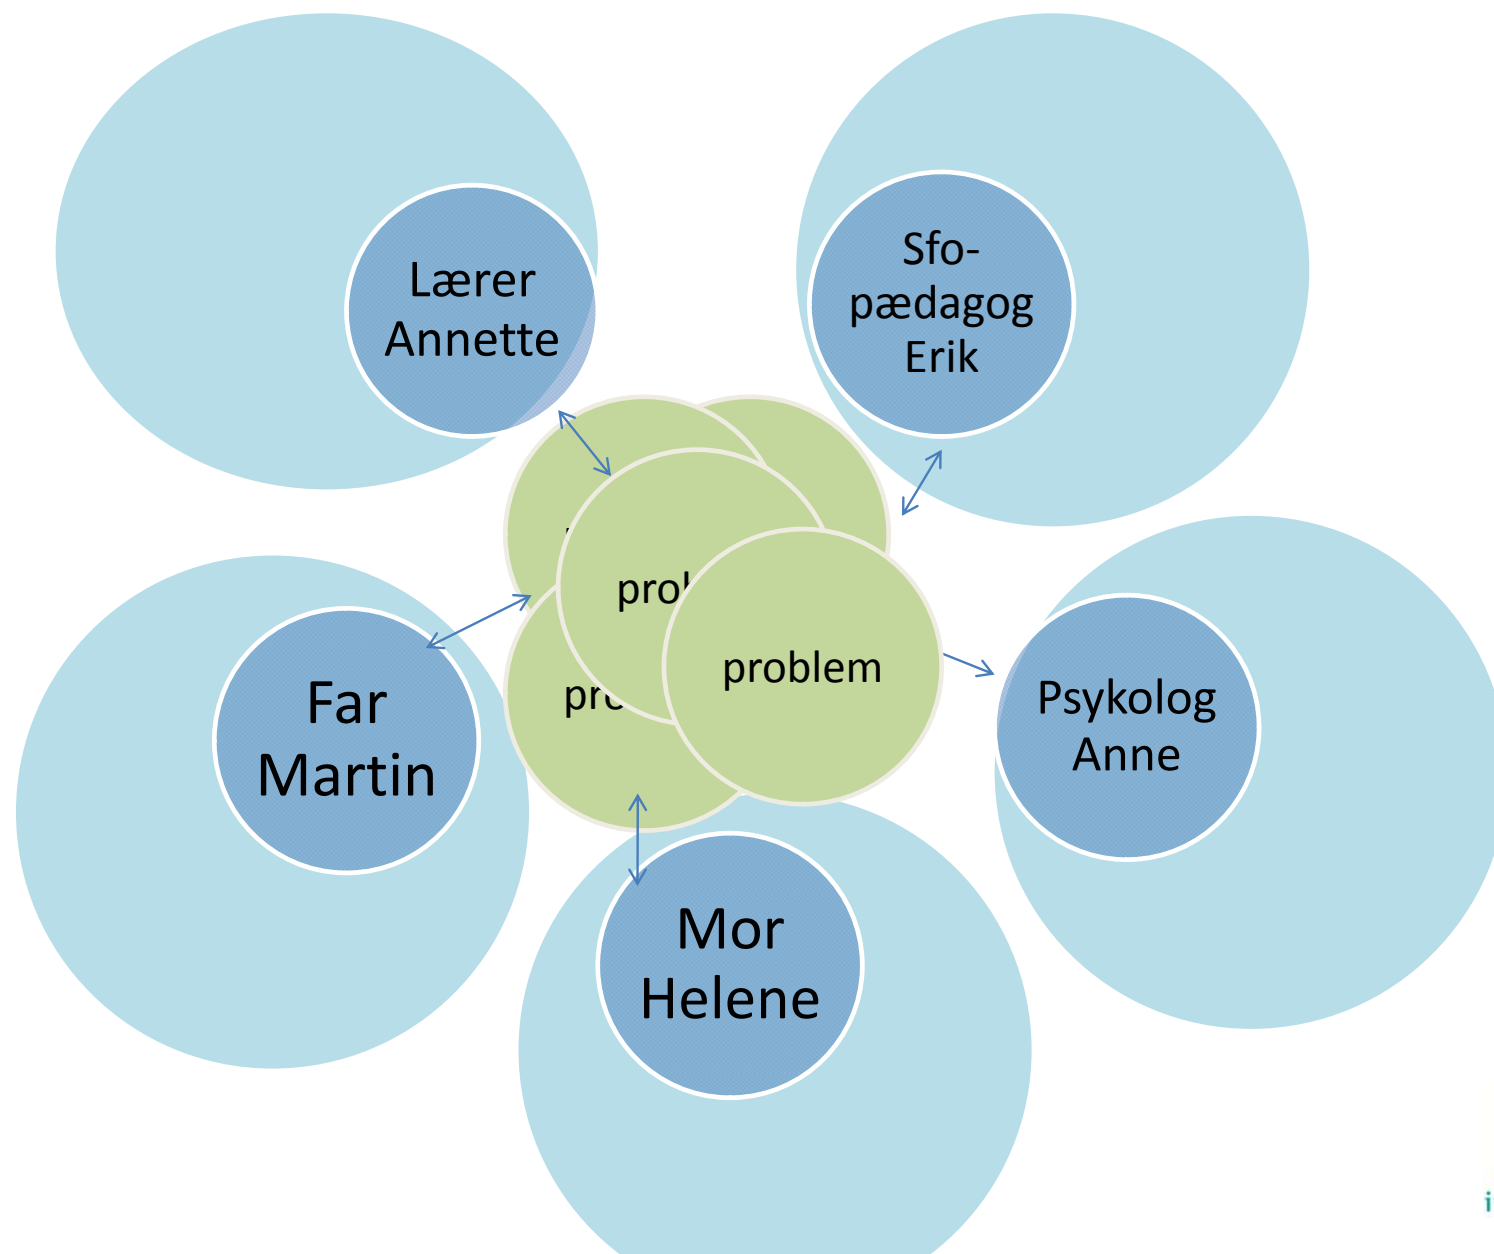 Lærer
Annette
Sfo-
pædagog
Erik
problem
Far
Martin
Psykolog
Anne
Mor
Helene